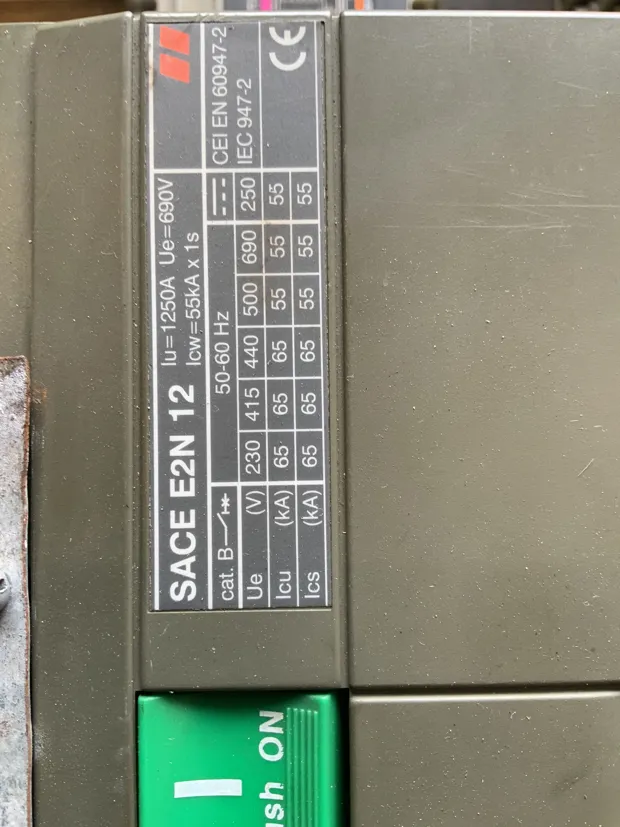 SACE E2N 12
Iu=1250A Ue=690V
Icw=55kA x 1s
cat. B
50-60 Hz
CEI EN 60947-2
IEC 947-2
CE
Ue (V) 230 415 440 500 690 250
Icu (kA) 65 65 65 55 55 55
Ics (kA) 65 65 65 55 55 55
ush ON